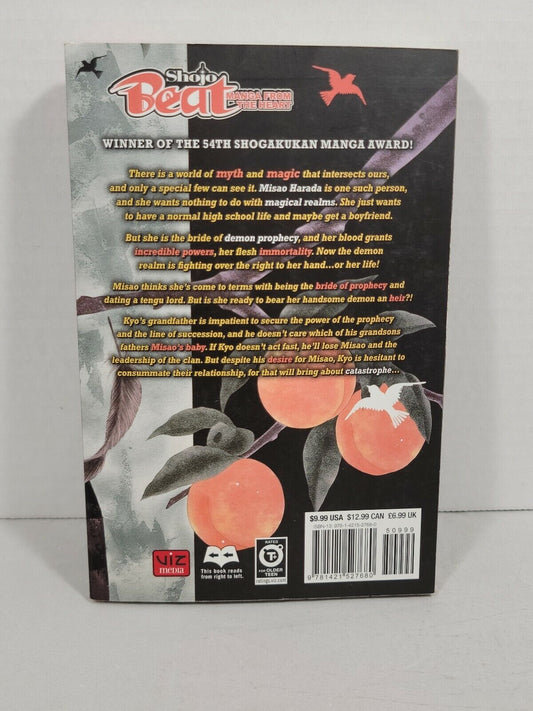 Shojo
Beat
MANGA FROM
THE HEART
WINNER OF THE 54TH SHOGAKUKAN MANGA AWARD!
There is a world of myth and magic that intersects ours,
and only a special few can see it. Misao Harada is one such person,
and she wants nothing to do with magical realms. She just wants
to have a normal high school life and maybe get a boyfriend.
But she is the bride of demon prophecy, and her blood grants
incredible powers, her flesh immortality. Now the demon
realm is fighting over the right to her hand...or her life!
Misao thinks she's come to terms with being the bride of prophecy and
dating a tengu lord. But is she ready to bear her handsome demon an heir?!
Kyo's grandfather is impatient to secure the power of the prophecy
and the line of succession, and he doesn't care which of his grandsons
fathers Misao's baby. If Kyo doesn't act fast, he'll lose Misao and the
leadership of the clan. But despite his desire for Misao, Kyo is hesitant to
consummate their relationship, for that will bring about catastrophe...
$9.99 USA $12.99 CAN £6.99 UK
ISBN-13: 978-1-4215-2768-0
50999
9 781421 527680
VIZ
MEDIA
This book reads
from right to left.
RATED
T+
FOR OLDER
TEEN
ratings.viz.com